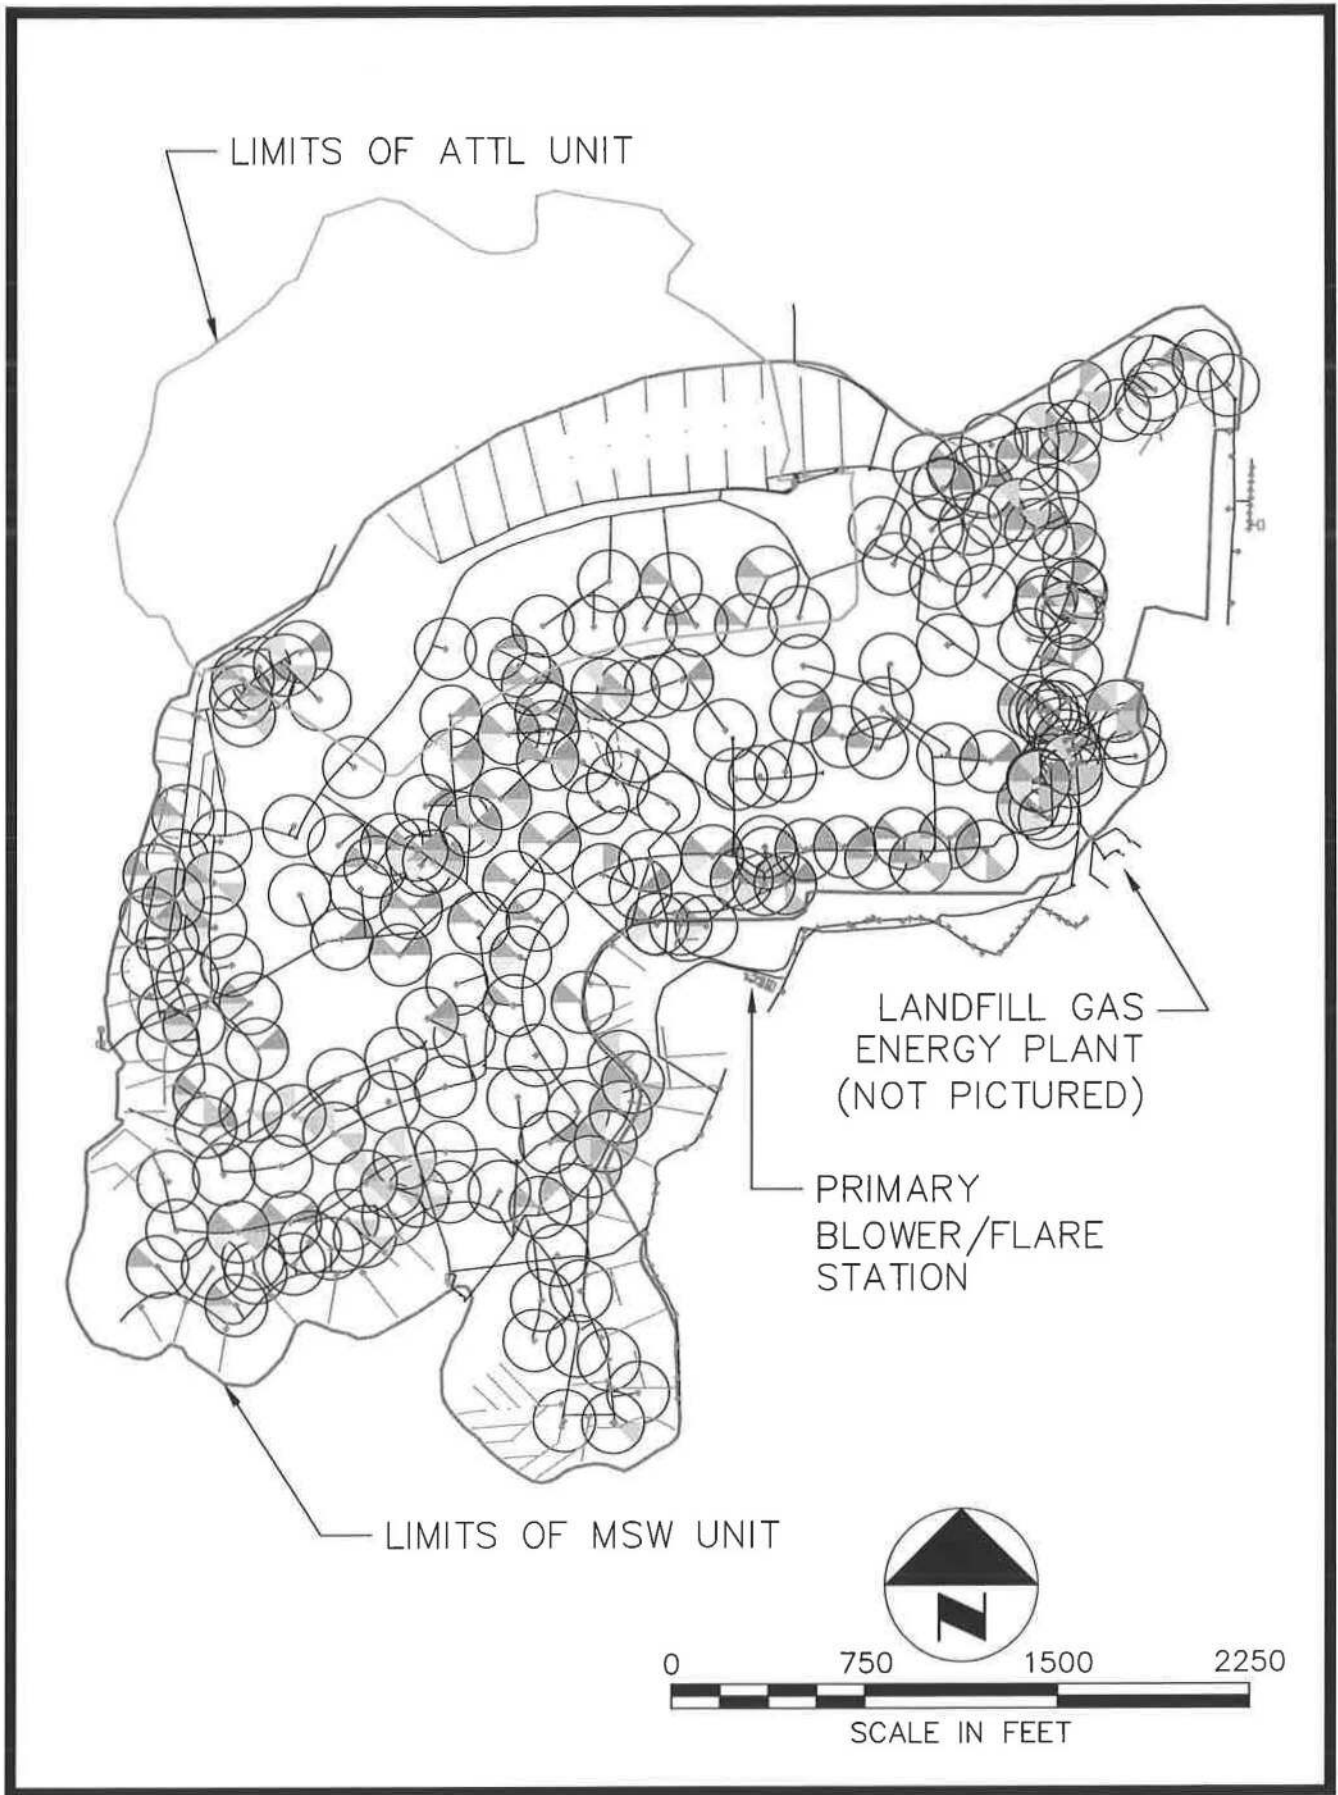 LIMITS OF ATTL UNIT
LANDFILL GAS
ENERGY PLANT
(NOT PICTURED)
PRIMARY
BLOWER/FLARE
STATION
LIMITS OF MSW UNIT
N
0 750 1500 2250
SCALE IN FEET